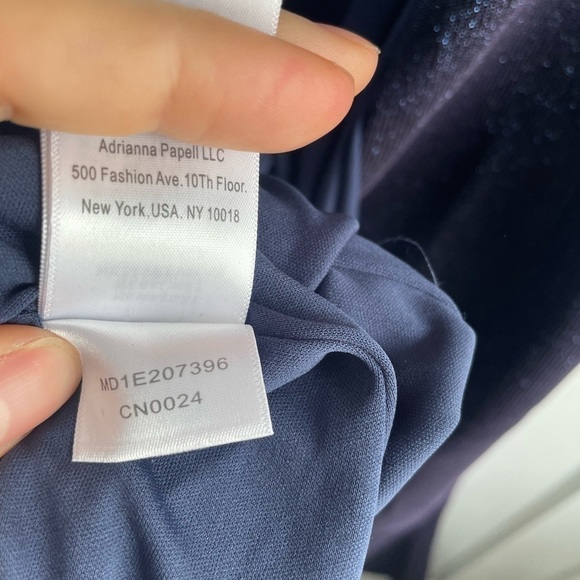 Adrianna Papell LLC
500 Fashion Ave.10Th Floor.
New York.USA. NY 10018
MD1E207396
CN0024